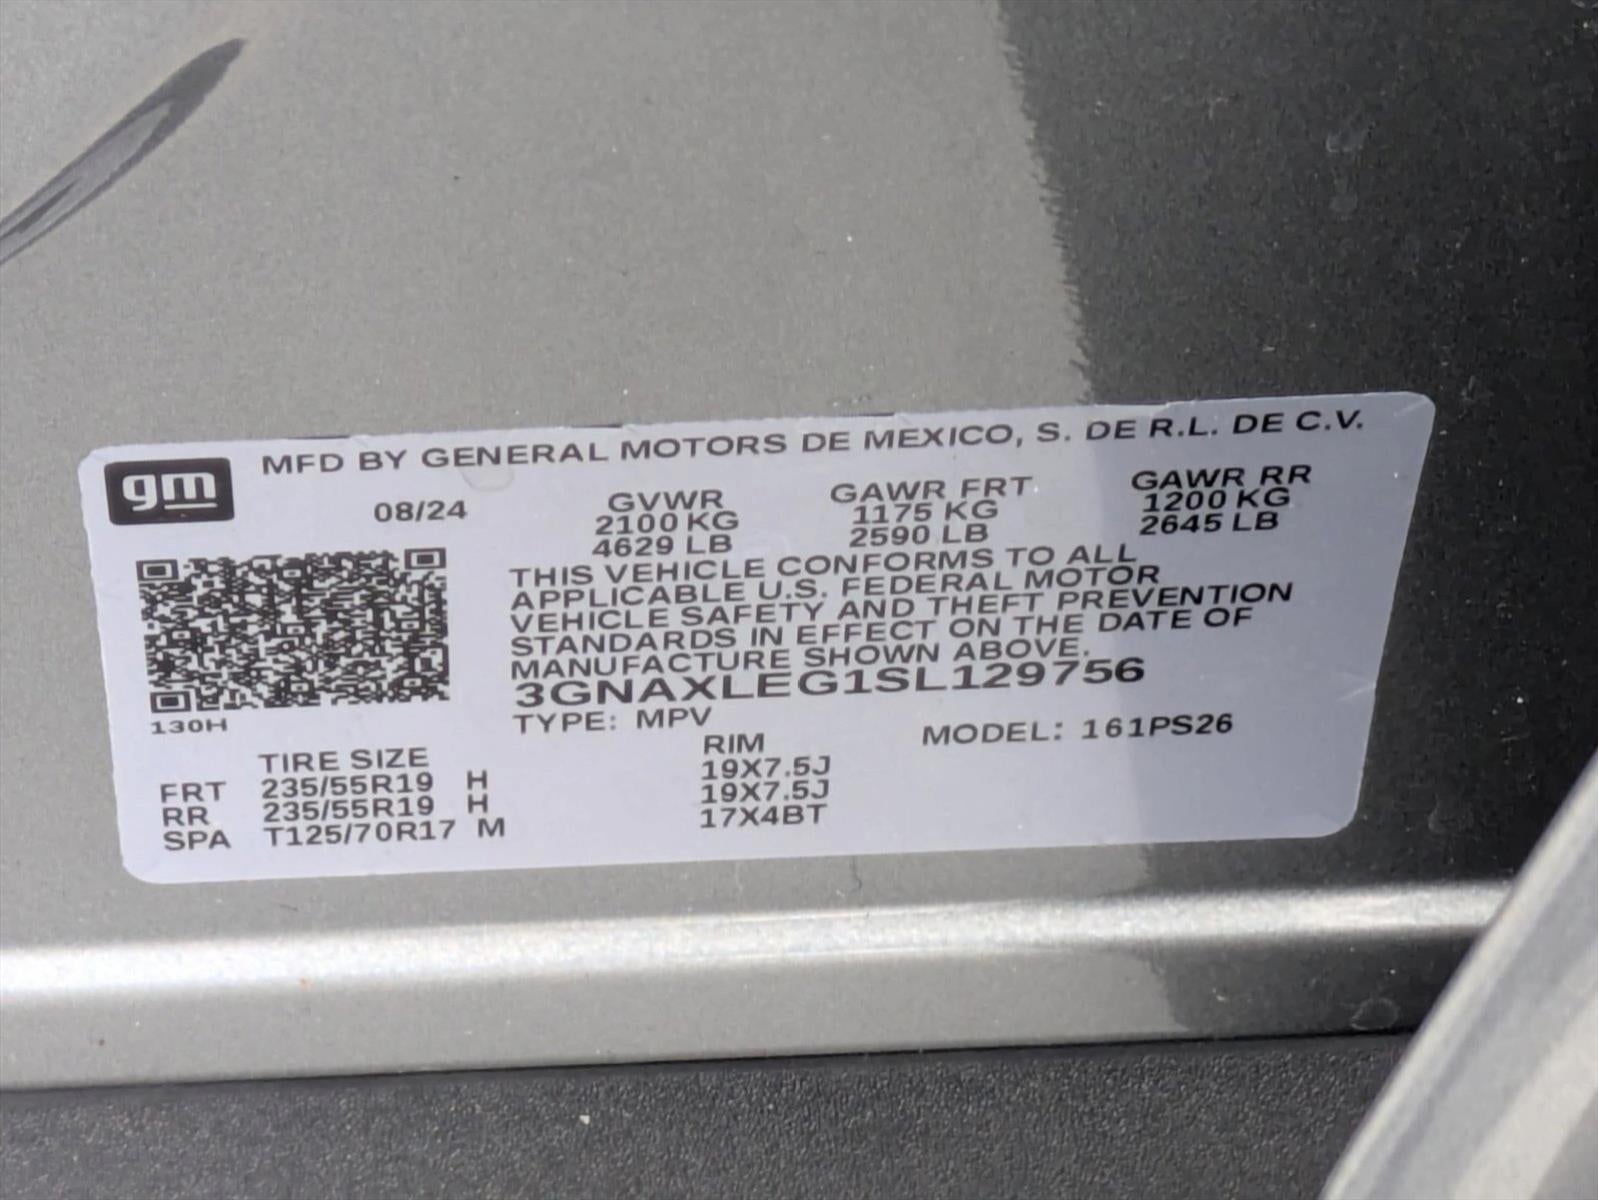 gm MFD BY GENERAL MOTORS DE MEXICO, S. DE R.L. DE C.V.
08/24 GVWR GAWR FRT GAWR RR
2100 KG 1175 KG 1200 KG
4629 LB 2590 LB 2645 LB
THIS VEHICLE CONFORMS TO ALL
APPLICABLE U.S. FEDERAL MOTOR
VEHICLE SAFETY AND THEFT PREVENTION
STANDARDS IN EFFECT ON THE DATE OF
MANUFACTURE SHOWN ABOVE.
3GNAXLEG1SL129756
130H TYPE: MPV MODEL: 161PS26
TIRE SIZE RIM
FRT 235/55R19 H 19X7.5J
RR 235/55R19 H 19X7.5J
SPA T125/70R17 M 17X4BT